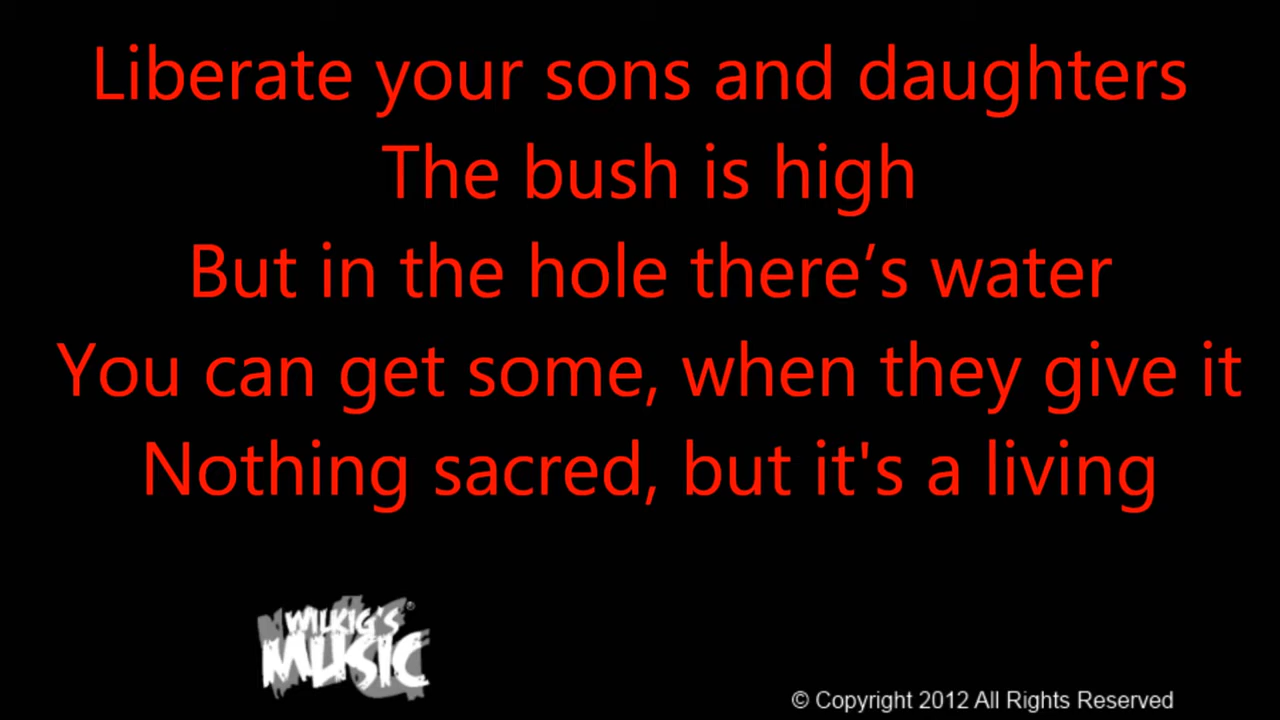 Liberate your sons and daughters
The bush is high
But in the hole there’s water
You can get some, when they give it
Nothing sacred, but it's a living
WILKIG'S®
MUSIC
© Copyright 2012 All Rights Reserved